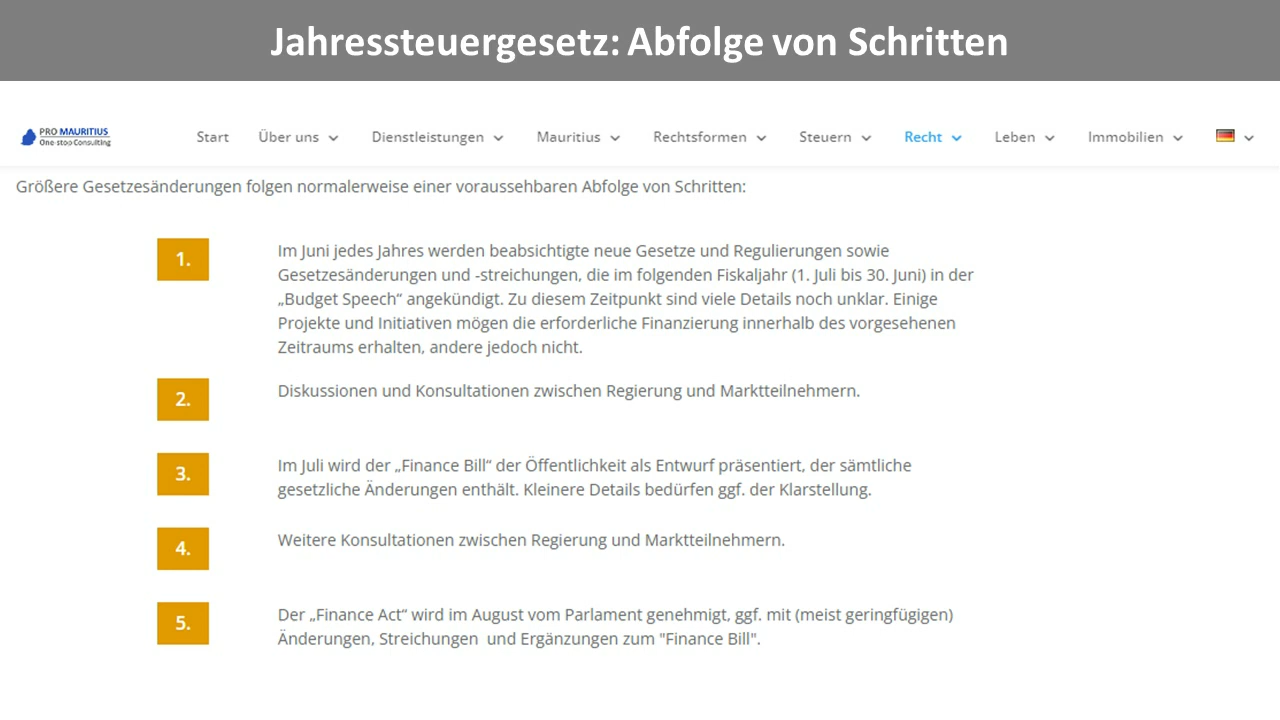 Jahressteuergesetz: Abfolge von Schritten
PRO MAURITIUS
One-stop Consulting
Start Über uns Dienstleistungen Mauritius Rechtsformen Steuern Recht Leben Immobilien
Größere Gesetzesänderungen folgen normalerweise einer voraussehbaren Abfolge von Schritten:
1.
Im Juni jedes Jahres werden beabsichtigte neue Gesetze und Regulierungen sowie
Gesetzesänderungen und -streichungen, die im folgenden Fiskaljahr (1. Juli bis 30. Juni) in der
„Budget Speech“ angekündigt. Zu diesem Zeitpunkt sind viele Details noch unklar. Einige
Projekte und Initiativen mögen die erforderliche Finanzierung innerhalb des vorgesehenen
Zeitraums erhalten, andere jedoch nicht.
2.
Diskussionen und Konsultationen zwischen Regierung und Marktteilnehmern.
3.
Im Juli wird der „Finance Bill“ der Öffentlichkeit als Entwurf präsentiert, der sämtliche
gesetzliche Änderungen enthält. Kleinere Details bedürfen ggf. der Klarstellung.
4.
Weitere Konsultationen zwischen Regierung und Marktteilnehmern.
5.
Der „Finance Act“ wird im August vom Parlament genehmigt, ggf. mit (meist geringfügigen)
Änderungen, Streichungen  und Ergänzungen zum "Finance Bill".